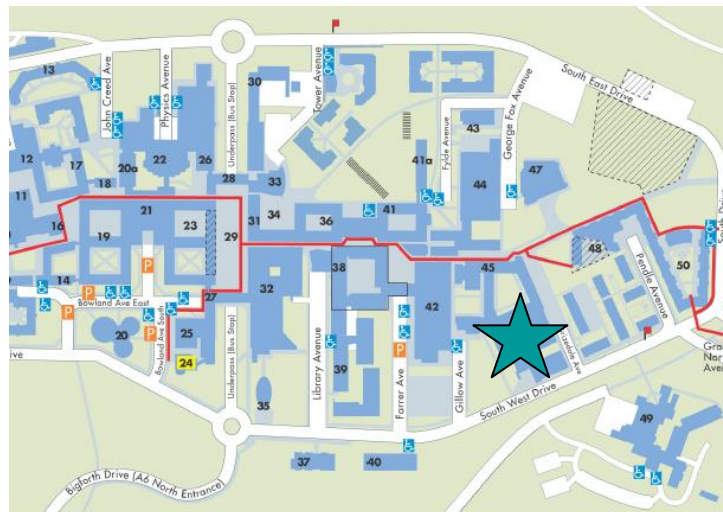 South East Drive
John Creed Ave
Physics Avenue
Underpass (Bus Stop)
Tower Avenue
Fylde Avenue
George Fox Avenue
South Drive
13
30
12
17
20a
22
26
18
28
33
43
41a
44
47
11
16
19
21
23
29
31
34
36
41
14
27
32
38
42
45
48
50
Pendle Avenue
P
P
P
Bowland Ave East
Bowland Ave South
20
25
24
Underpass (Bus Stop)
Library Avenue
39
Farrer Ave
P
P
Gillow Ave
South West Drive
35
37
40
49
Bigforth Drive (A6 North Entrance)